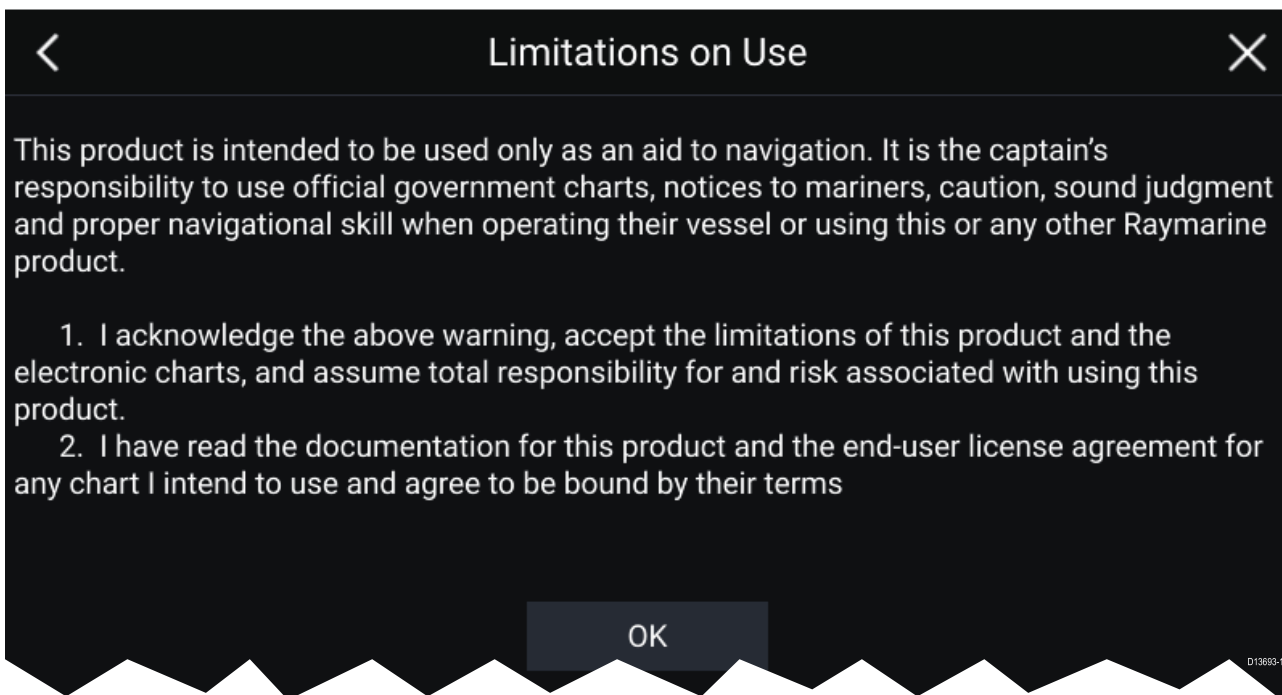 Limitations on Use
This product is intended to be used only as an aid to navigation. It is the captain’s
responsibility to use official government charts, notices to mariners, caution, sound judgment
and proper navigational skill when operating their vessel or using this or any other Raymarine
product.
1. I acknowledge the above warning, accept the limitations of this product and the
electronic charts, and assume total responsibility for and risk associated with using this
product.
2. I have read the documentation for this product and the end-user license agreement for
any chart I intend to use and agree to be bound by their terms
OK
D13693-1